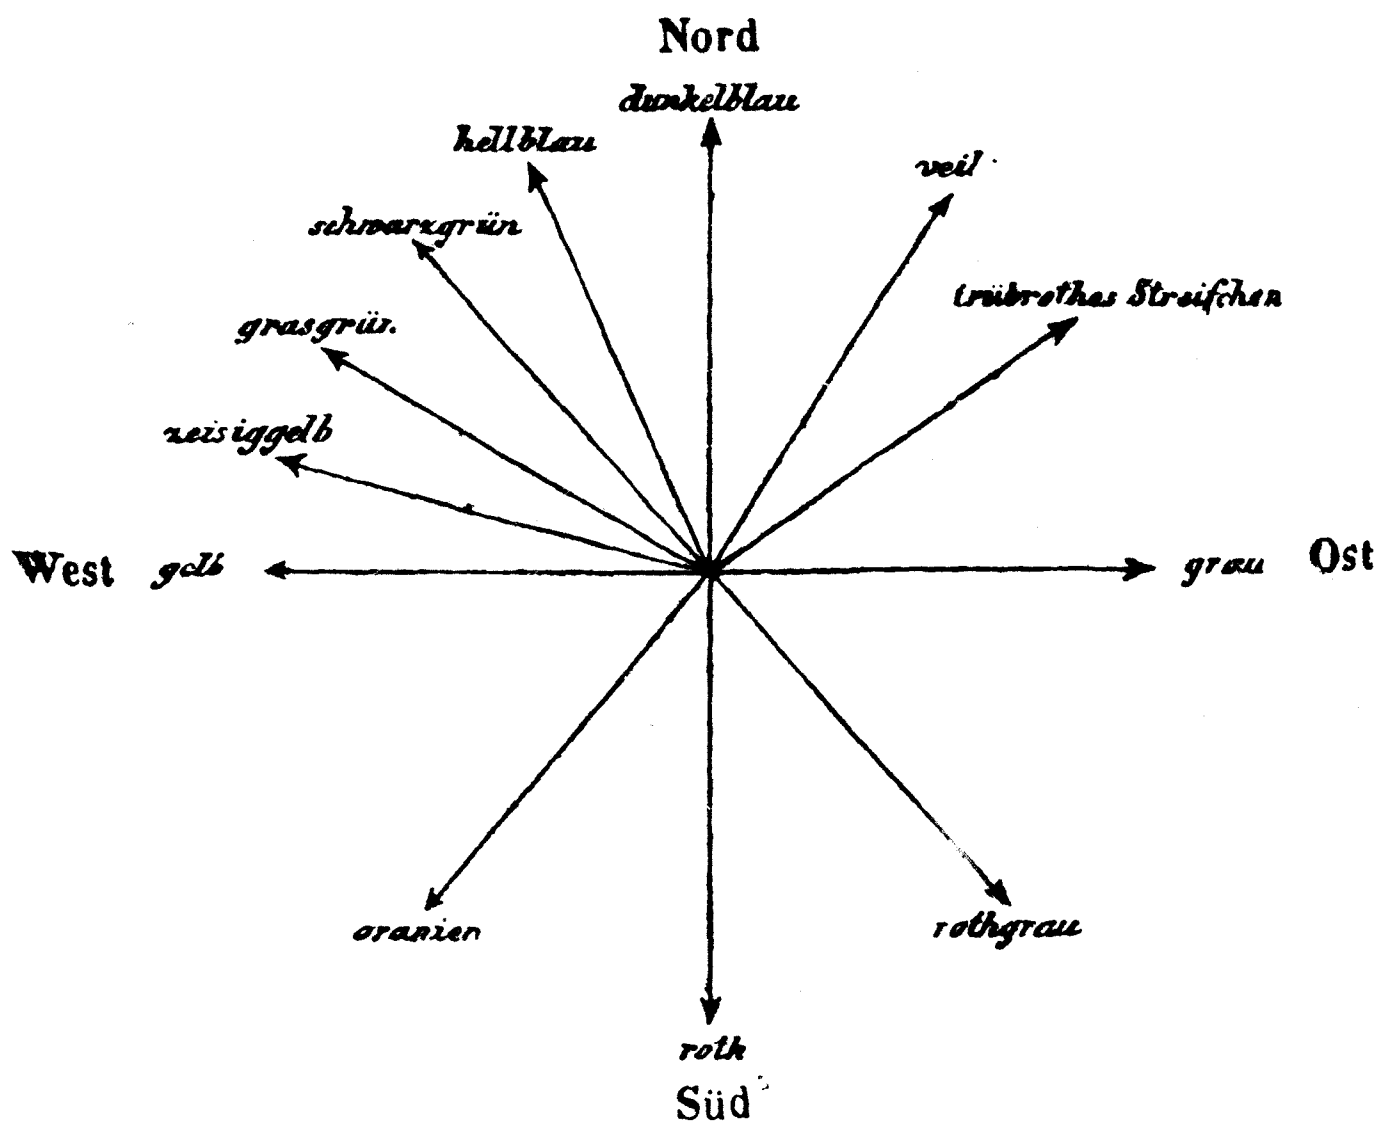 Nord
dunkelblau
hellblau
veil
schwarzgrün
trübrothes Streifchen
grasgrün
zeisiggelb
West gelb
grau Ost
oranien
rothgrau
roth
Süd